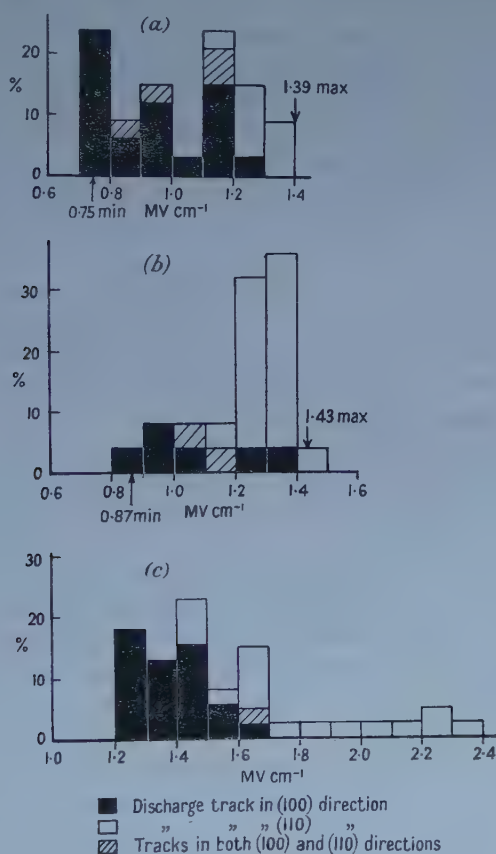 (a)
20
%
10
0
1·39 max
0·6 0·8 1·0 1·2 1·4
0·75 min MV cm⁻¹
(b)
30
20
%
10
0
1·43 max
0·6 0·8 1·0 1·2 1·4 1·6
0·87 min MV cm⁻¹
(c)
30
20
%
10
0
1·0 1·2 1·4 1·6 1·8 2·0 2·2 2·4
MV cm⁻¹
Discharge track in (100) direction
„ „ „ (110) „
Tracks in both (100) and (110) directions